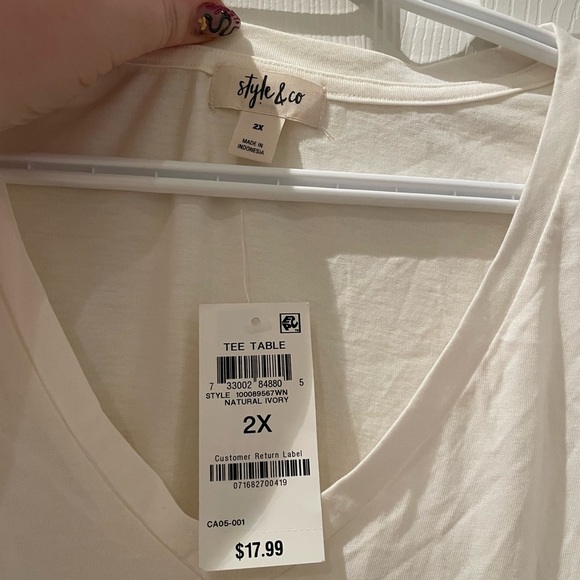 style & co
2X
MADE IN
INDONESIA
TEE TABLE
7 33002 84880 5
STYLE 100089567WN
NATURAL IVORY
2X
Customer Return Label
071682700419
CA05-001
$17.99